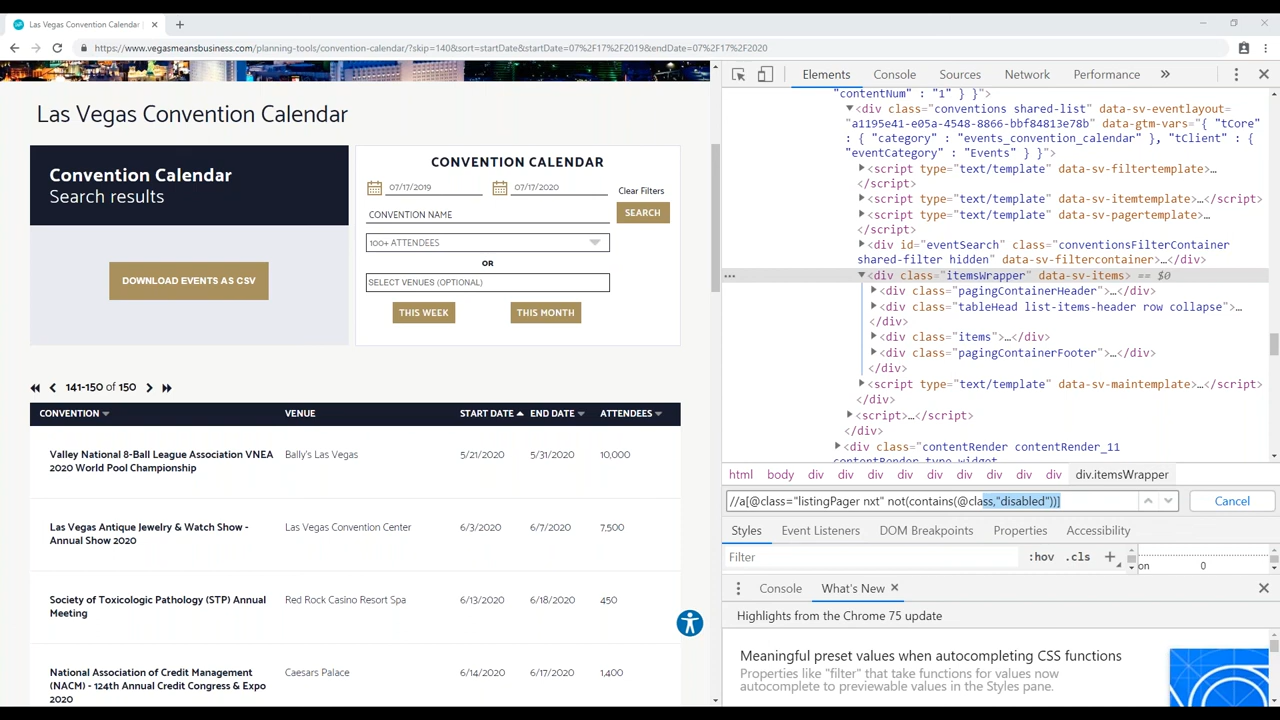 Las Vegas Convention Calendar |
https://www.vegasmeansbusiness.com/planning-tools/convention-calendar/?skip=140&sort=startDate&startDate=07%2F17%2F2019&endDate=07%2F17%2F2020
Las Vegas Convention Calendar
Convention Calendar
Search results
DOWNLOAD EVENTS AS CSV
CONVENTION CALENDAR
07/17/2019 07/17/2020 Clear Filters
CONVENTION NAME SEARCH
100+ ATTENDEES
OR
SELECT VENUES (OPTIONAL)
THIS WEEK THIS MONTH
141-150 of 150
CONVENTION VENUE START DATE END DATE ATTENDEES
Valley National 8-Ball League Association VNEA Bally's Las Vegas 5/21/2020 5/31/2020 10,000
2020 World Pool Championship
Las Vegas Antique Jewelry & Watch Show - Las Vegas Convention Center 6/3/2020 6/7/2020 7,500
Annual Show 2020
Society of Toxicologic Pathology (STP) Annual Red Rock Casino Resort Spa 6/13/2020 6/18/2020 450
Meeting
National Association of Credit Management Caesars Palace 6/14/2020 6/17/2020 1,400
(NACM) - 124th Annual Credit Congress & Expo
2020
Elements Console Sources Network Performance »
"contentNum" : "1" } }">
<div class="conventions shared-list" data-sv-eventlayout=
"a1195e41-e05a-4548-8866-bbf84813e78b" data-gtm-vars="{ "tCore"
: { "category" : "events_convention_calendar" }, "tClient" : {
"eventCategory" : "Events" } }">
<script type="text/template" data-sv-filtertemplate>…
</script>
<script type="text/template" data-sv-itemtemplate>…</script>
<script type="text/template" data-sv-pagertemplate>…
</script>
<div id="eventSearch" class="conventionsFilterContainer
shared-filter hidden" data-sv-filtercontainer>…</div>
<div class="itemsWrapper" data-sv-items> == $0
<div class="pagingContainerHeader">…</div>
<div class="tableHead list-items-header row collapse">…
</div>
<div class="items">…</div>
<div class="pagingContainerFooter">…</div>
</div>
<script type="text/template" data-sv-maintemplate>…</script>
</div>
<script>…</script>
</div>
<div class="contentRender contentRender_11
contentRender_type_widget
html body div div div div div div div div div.itemsWrapper
//a[@class="listingPager nxt" not(contains(@class,"disabled"))] Cancel
Styles Event Listeners DOM Breakpoints Properties Accessibility
Filter :hov .cls +
on 0
Console What's New ×
Highlights from the Chrome 75 update
Meaningful preset values when autocompleting CSS functions
Properties like "filter" that take functions for values now
autocomplete to previewable values in the Styles pane.